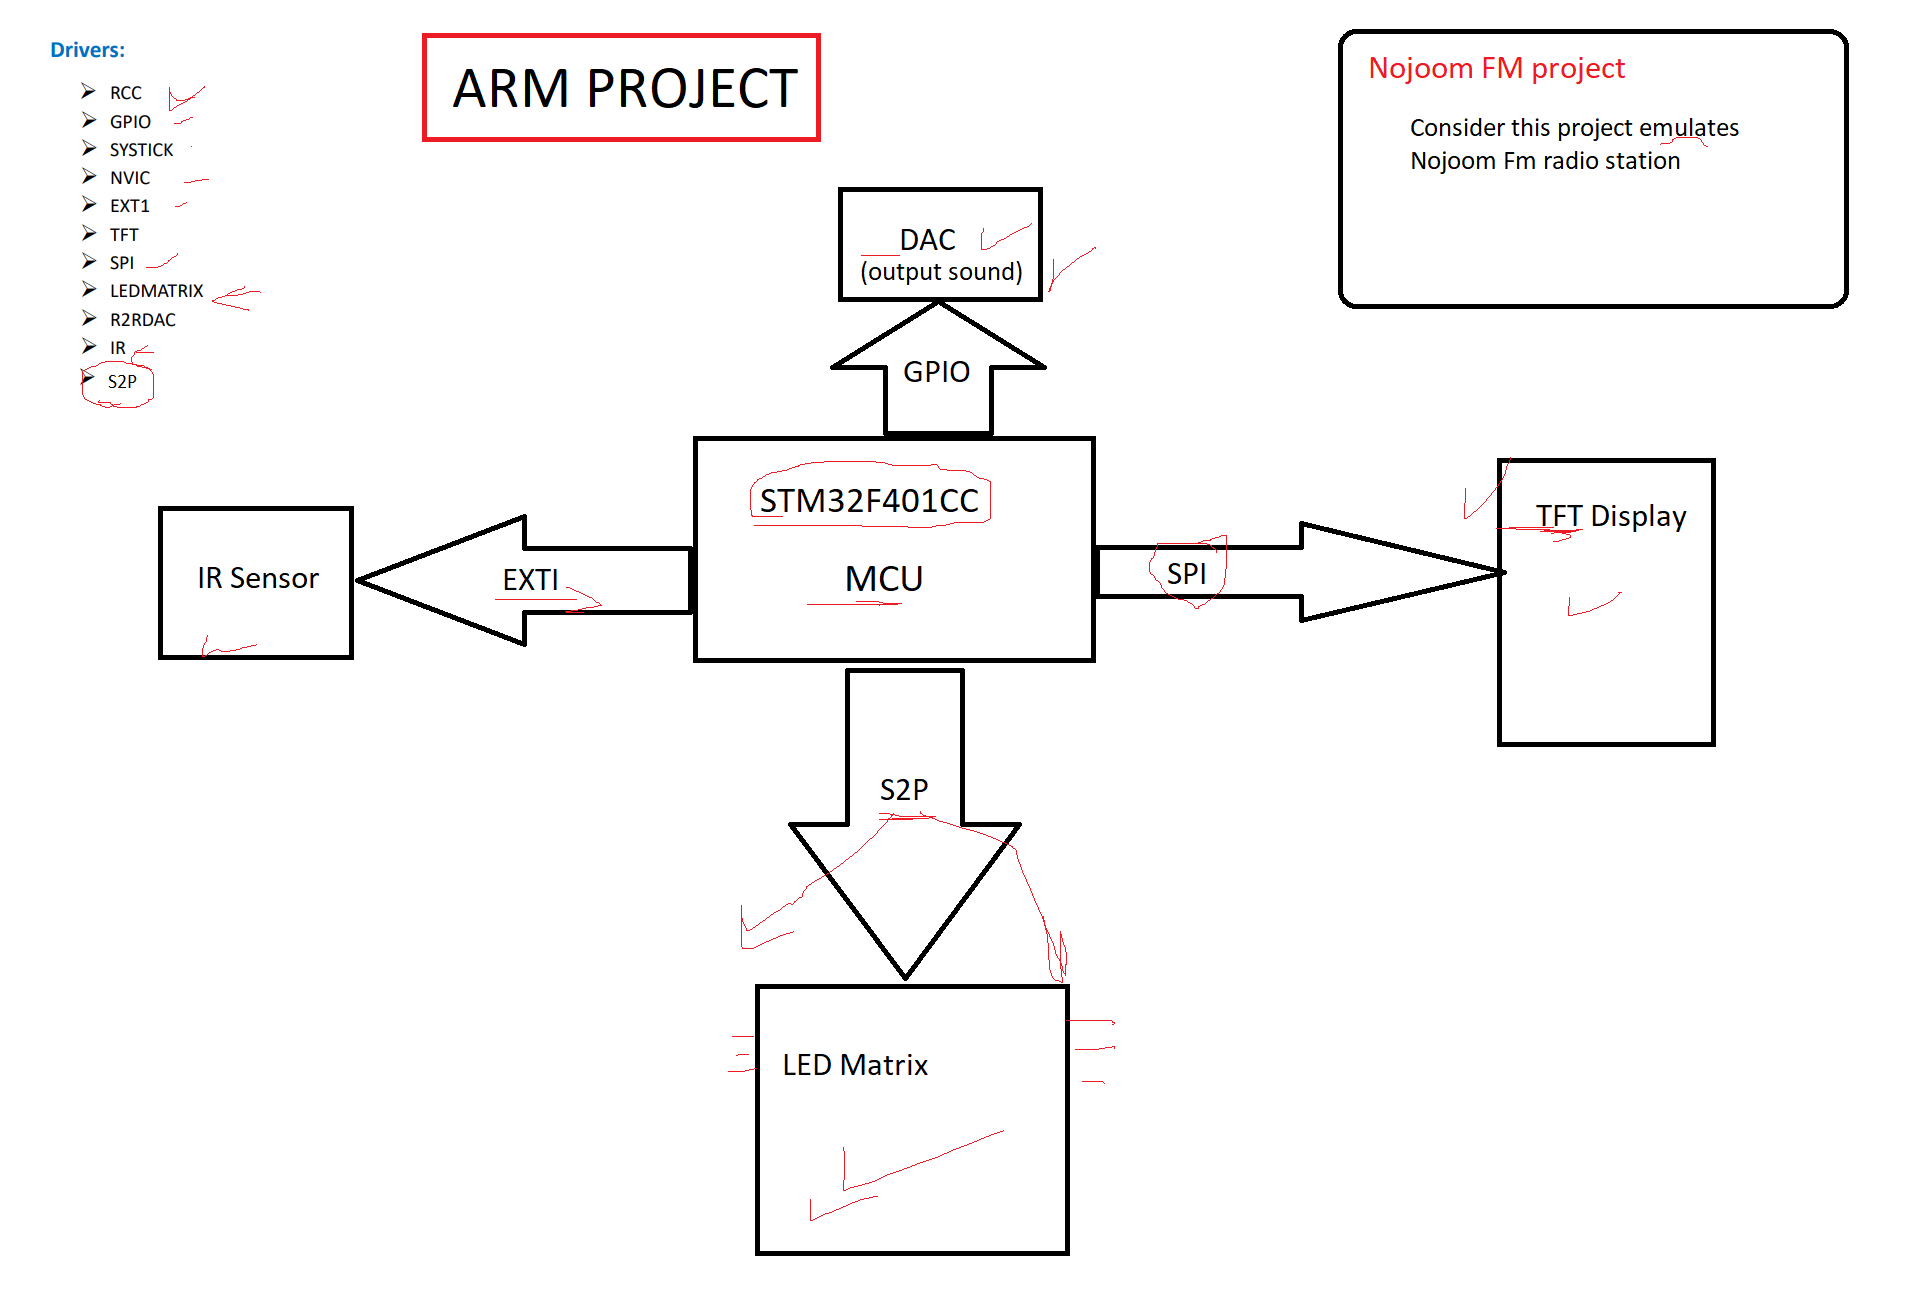 Drivers:
RCC
GPIO
SYSTICK
NVIC
EXT1
TFT
SPI
LEDMATRIX
R2RDAC
IR
S2P
ARM PROJECT
Nojoom FM project
Consider this project emulates
Nojoom Fm radio station
DAC
(output sound)
GPIO
STM32F401CC
MCU
IR Sensor
EXTI
SPI
TFT Display
S2P
LED Matrix